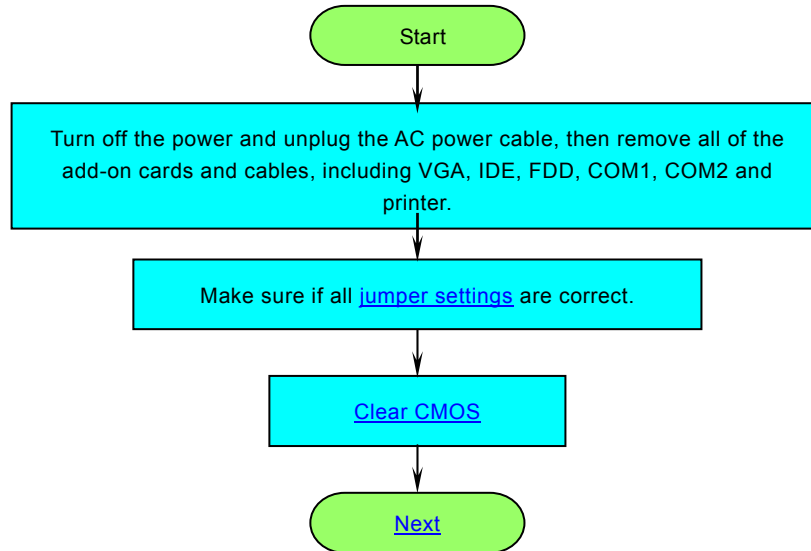 Start
Turn off the power and unplug the AC power cable, then remove all of the
add-on cards and cables, including VGA, IDE, FDD, COM1, COM2 and
printer.
Make sure if all jumper settings are correct.
Clear CMOS
Next